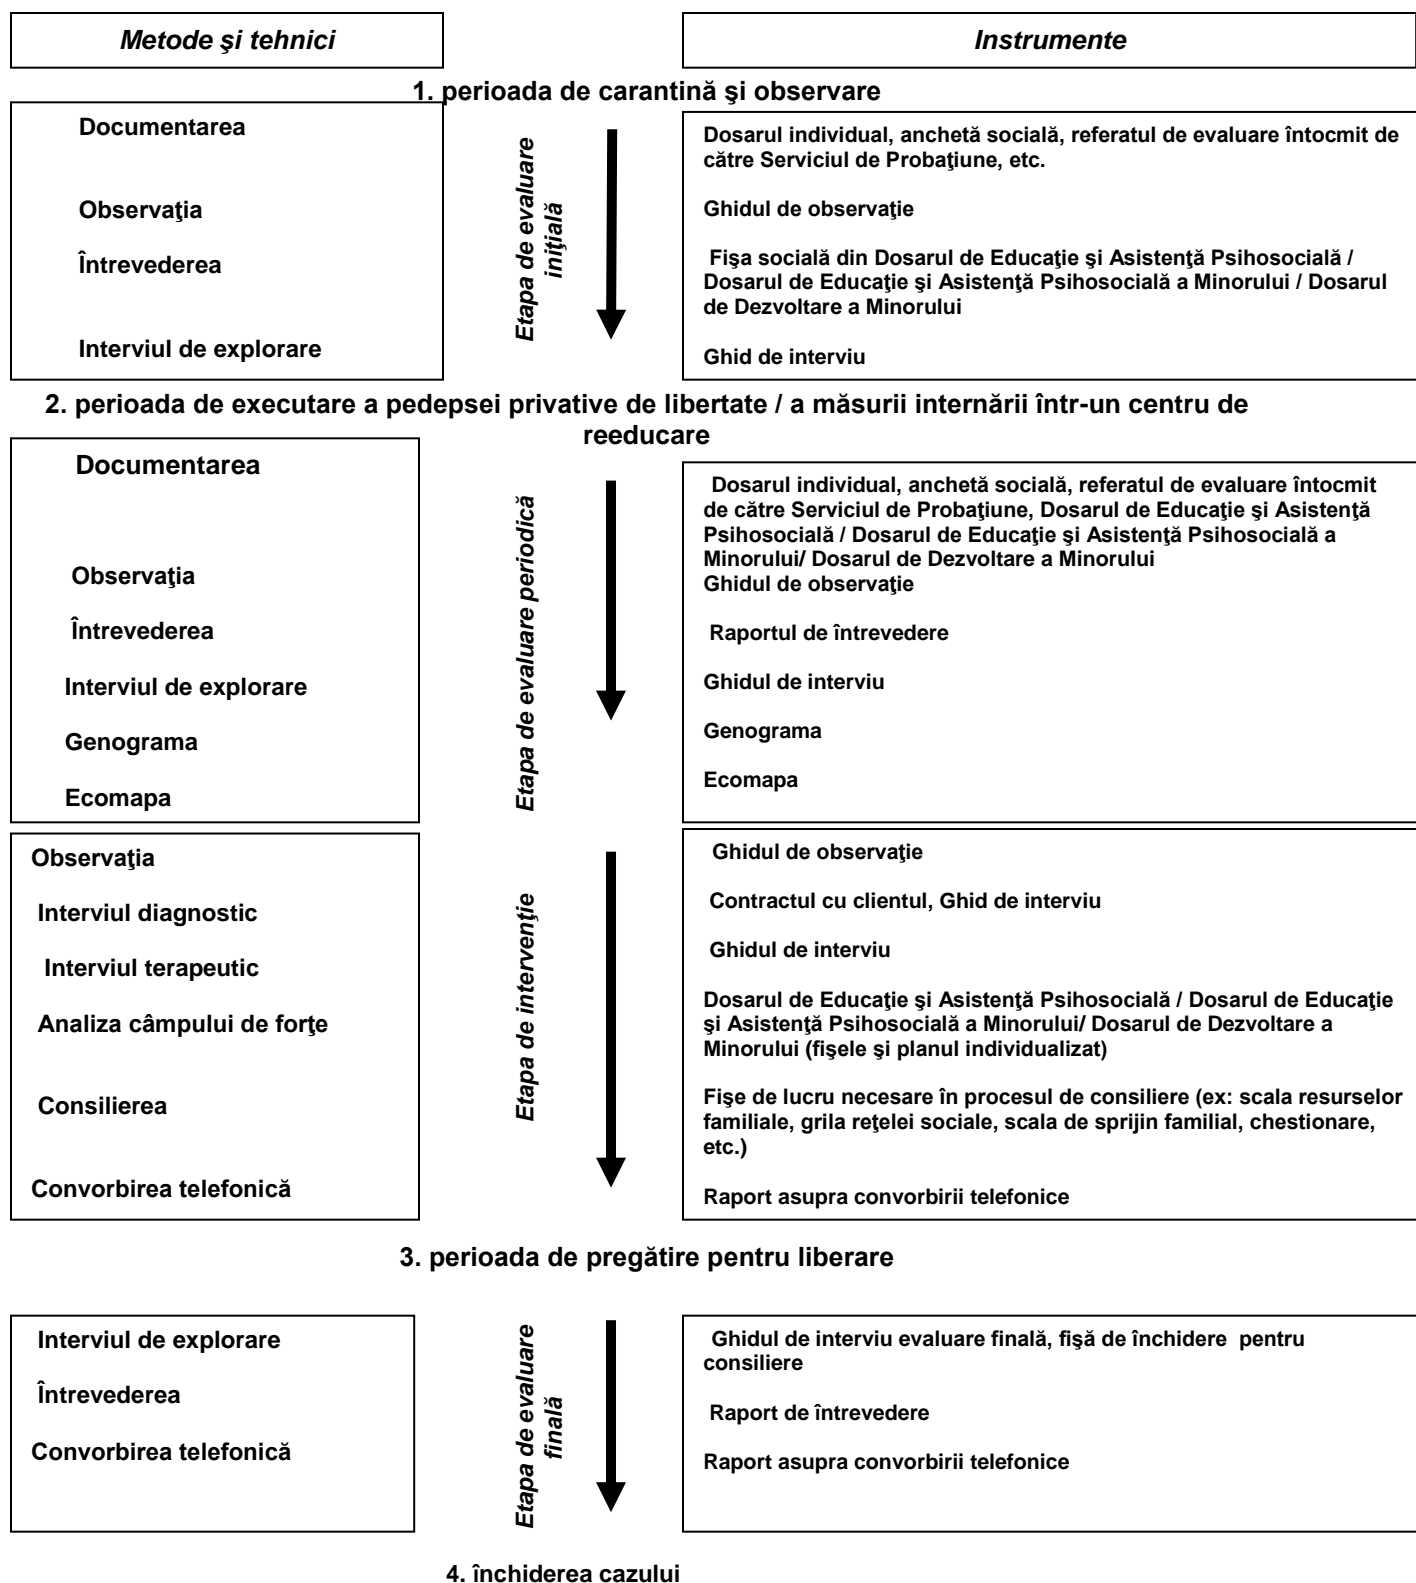 Metode şi tehnici
Instrumente
1. perioada de carantină şi observare
Documentarea
Observaţia
Întrevederea
Interviul de explorare
Etapa de evaluare
iniţială
Dosarul individual, anchetă socială, referatul de evaluare întocmit de
către Serviciul de Probaţiune, etc.
Ghidul de observaţie
Fişa socială din Dosarul de Educaţie şi Asistenţă Psihosocială /
Dosarul de Educaţie şi Asistenţă Psihosocială a Minorului / Dosarul
de Dezvoltare a Minorului
Ghid de interviu
2. perioada de executare a pedepsei privative de libertate / a măsurii internării într-un centru de
reeducare
Documentarea
Observaţia
Întrevederea
Interviul de explorare
Genograma
Ecomapa
Etapa de evaluare periodică
Dosarul individual, anchetă socială, referatul de evaluare întocmit
de către Serviciul de Probaţiune, Dosarul de Educaţie şi Asistenţă
Psihosocială / Dosarul de Educaţie şi Asistenţă Psihosocială a
Minorului/ Dosarul de Dezvoltare a Minorului
Ghidul de observaţie
Raportul de întrevedere
Ghidul de interviu
Genograma
Ecomapa
Observaţia
Interviul diagnostic
Interviul terapeutic
Analiza câmpului de forţe
Consilierea
Convorbirea telefonică
Etapa de intervenţie
Ghidul de observaţie
Contractul cu clientul, Ghid de interviu
Ghidul de interviu
Dosarul de Educaţie şi Asistenţă Psihosocială / Dosarul de Educaţie
şi Asistenţă Psihosocială a Minorului/ Dosarul de Dezvoltare a
Minorului (fişele şi planul individualizat)
Fişe de lucru necesare în procesul de consiliere (ex: scala resurselor
familiale, grila reţelei sociale, scala de sprijin familial, chestionare,
etc.)
Raport asupra convorbirii telefonice
3. perioada de pregătire pentru liberare
Interviul de explorare
Întrevederea
Convorbirea telefonică
Etapa de evaluare
finală
Ghidul de interviu evaluare finală, fişă de închidere pentru
consiliere
Raport de întrevedere
Raport asupra convorbirii telefonice
4. închiderea cazului